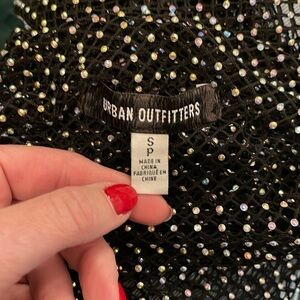 URBAN OUTFITTERS
S
P
MADE IN
CHINA
FABRIQUÉ EN
CHINE